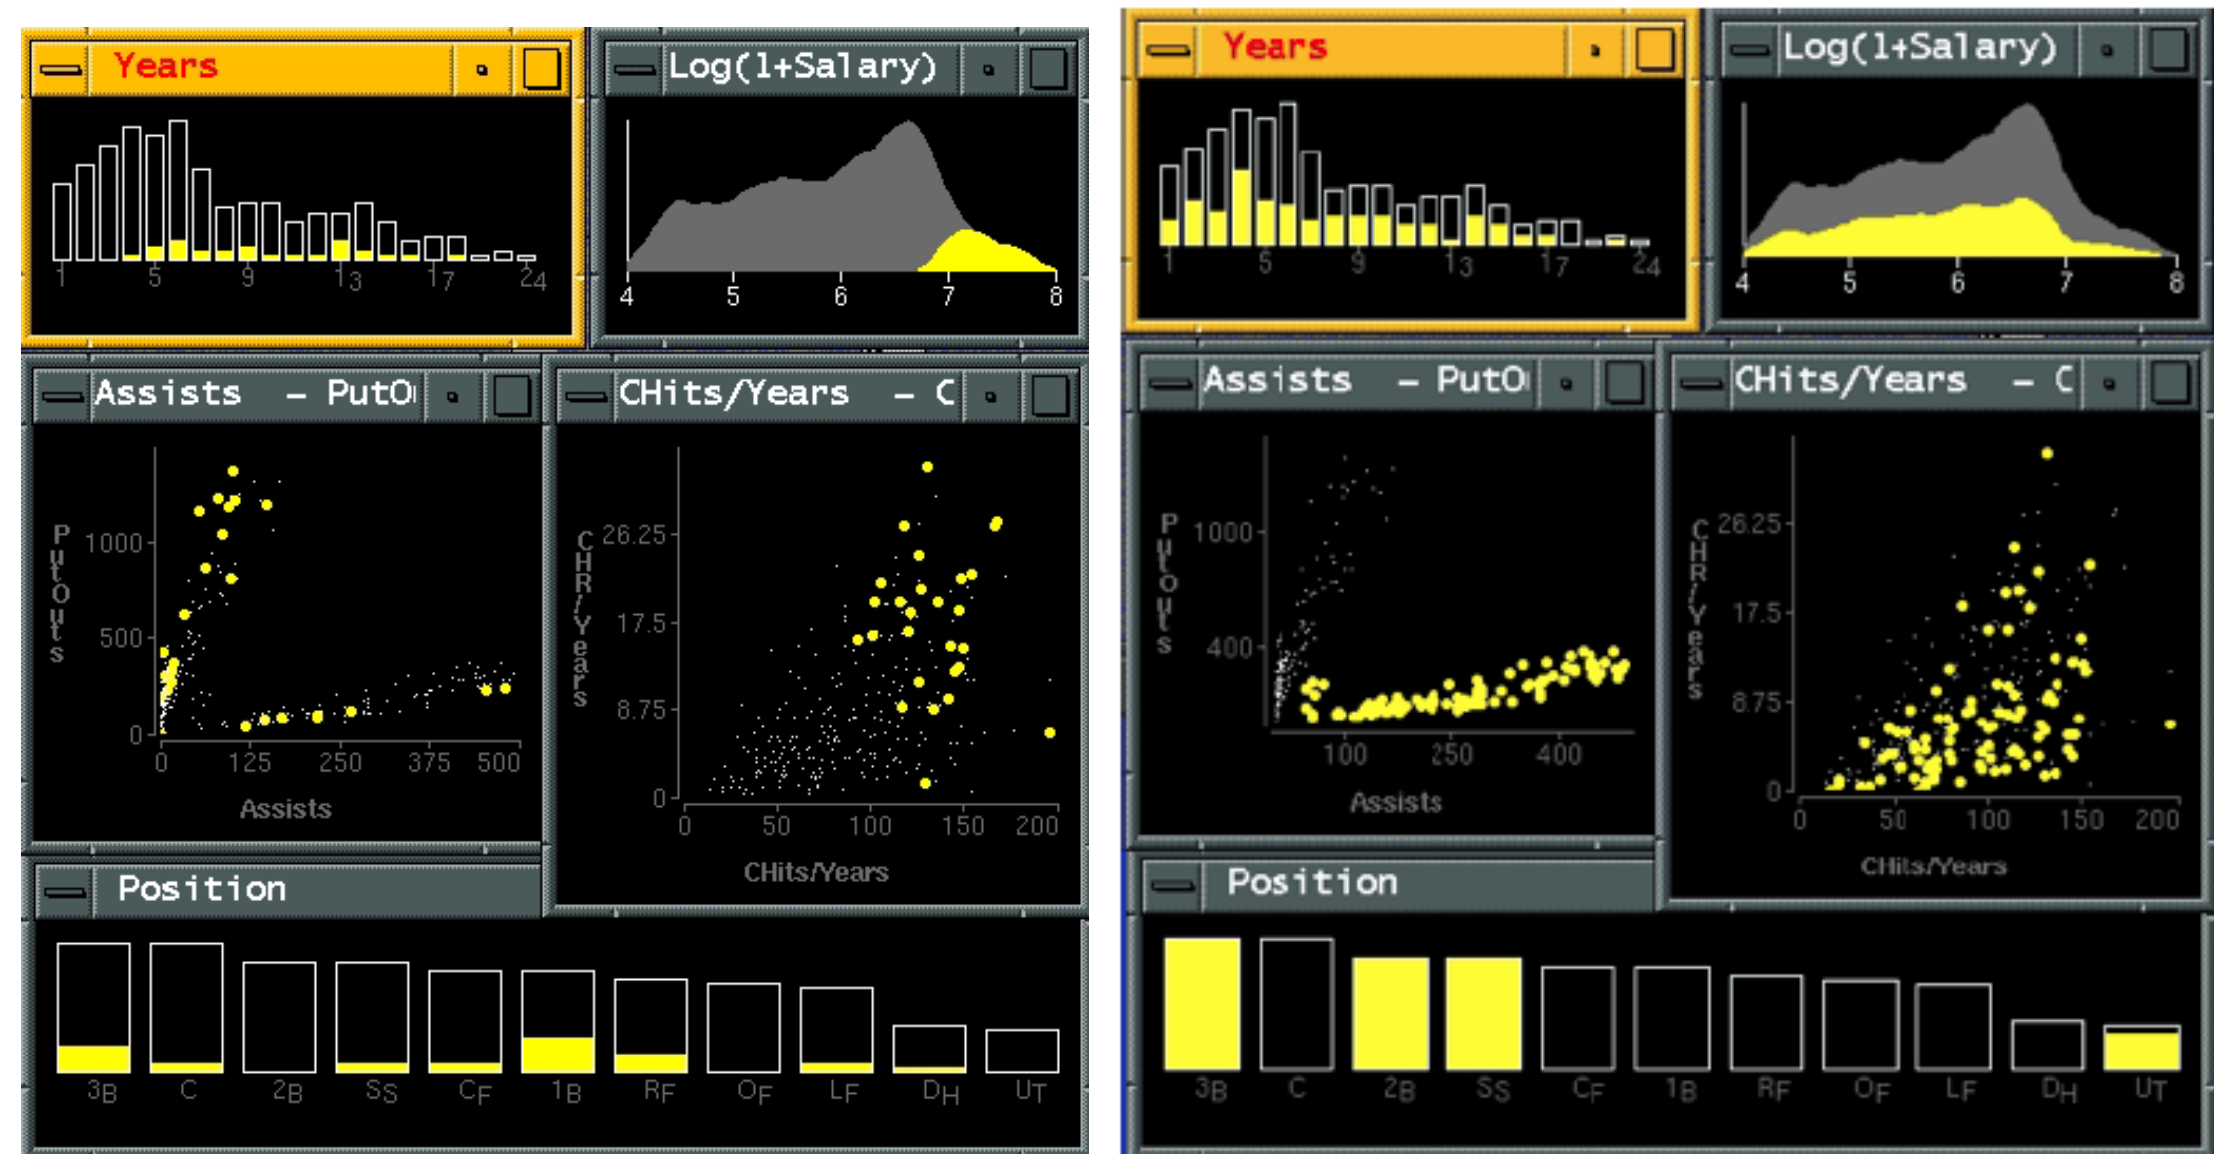 Years
Log(1+Salary)
1 5 9 13 17 24
4 5 6 7 8
Assists - PutO
CHits/Years - C
PutOuts
1000
500
0
0 125 250 375 500
Assists
CHR/Years
26.25
17.5
8.75
0
0 50 100 150 200
CHits/Years
Position
3B C 2B SS CF 1B RF OF LF DH UT
Years
Log(1+Salary)
1 5 9 13 17 24
4 5 6 7 8
Assists - PutO
CHits/Years - C
PutOuts
1000
400
100 250 400
Assists
CHR/Years
26.25
17.5
8.75
0
0 50 100 150 200
CHits/Years
Position
3B C 2B SS CF 1B RF OF LF DH UT